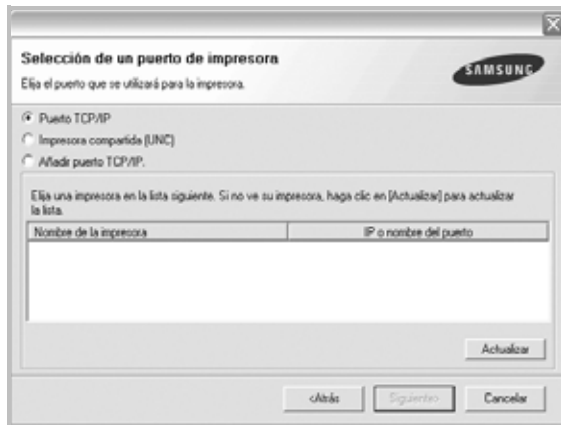 Selección de un puerto de impresora
Elija el puerto que se utilizará para la impresora.
SAMSUNG
Puerto TCP/IP
Impresora compartida (UNC)
Añadir puerto TCP/IP.
Elija una impresora en la lista siguiente. Si no ve su impresora, haga clic en [Actualizar] para actualizar
la lista.
Nombre de la impresora IP o nombre del puerto
Actualizar
<Atrás Siguiente> Cancelar